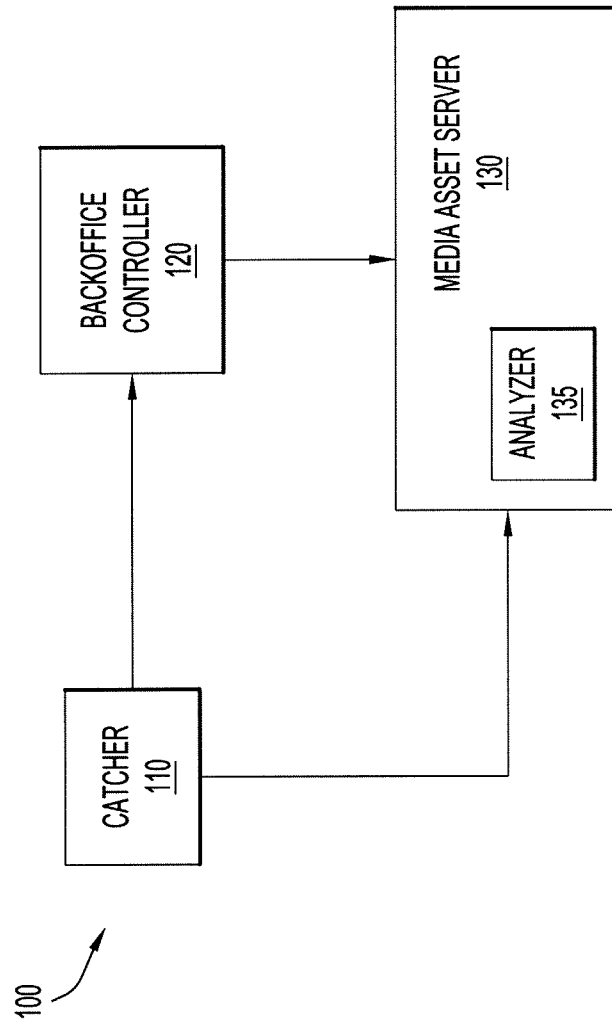 100
CATCHER
110
BACKOFFICE
CONTROLLER
120
MEDIA ASSET SERVER
130
ANALYZER
135